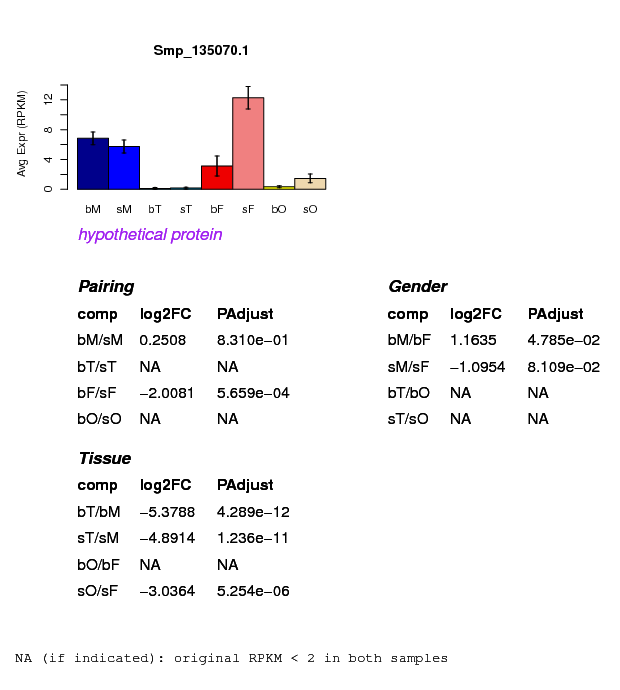 Smp_135070.1
Avg Expr (RPKM)
12
8
4
0
bM sM bT sT bF sF bO sO
hypothetical protein
Pairing
comp log2FC PAdjust
bM/sM 0.2508 8.310e−01
bT/sT NA NA
bF/sF −2.0081 5.659e−04
bO/sO NA NA
Gender
comp log2FC PAdjust
bM/bF 1.1635 4.785e−02
sM/sF −1.0954 8.109e−02
bT/bO NA NA
sT/sO NA NA
Tissue
comp log2FC PAdjust
bT/bM −5.3788 4.289e−12
sT/sM −4.8914 1.236e−11
bO/bF NA NA
sO/sF −3.0364 5.254e−06
NA (if indicated): original RPKM < 2 in both samples